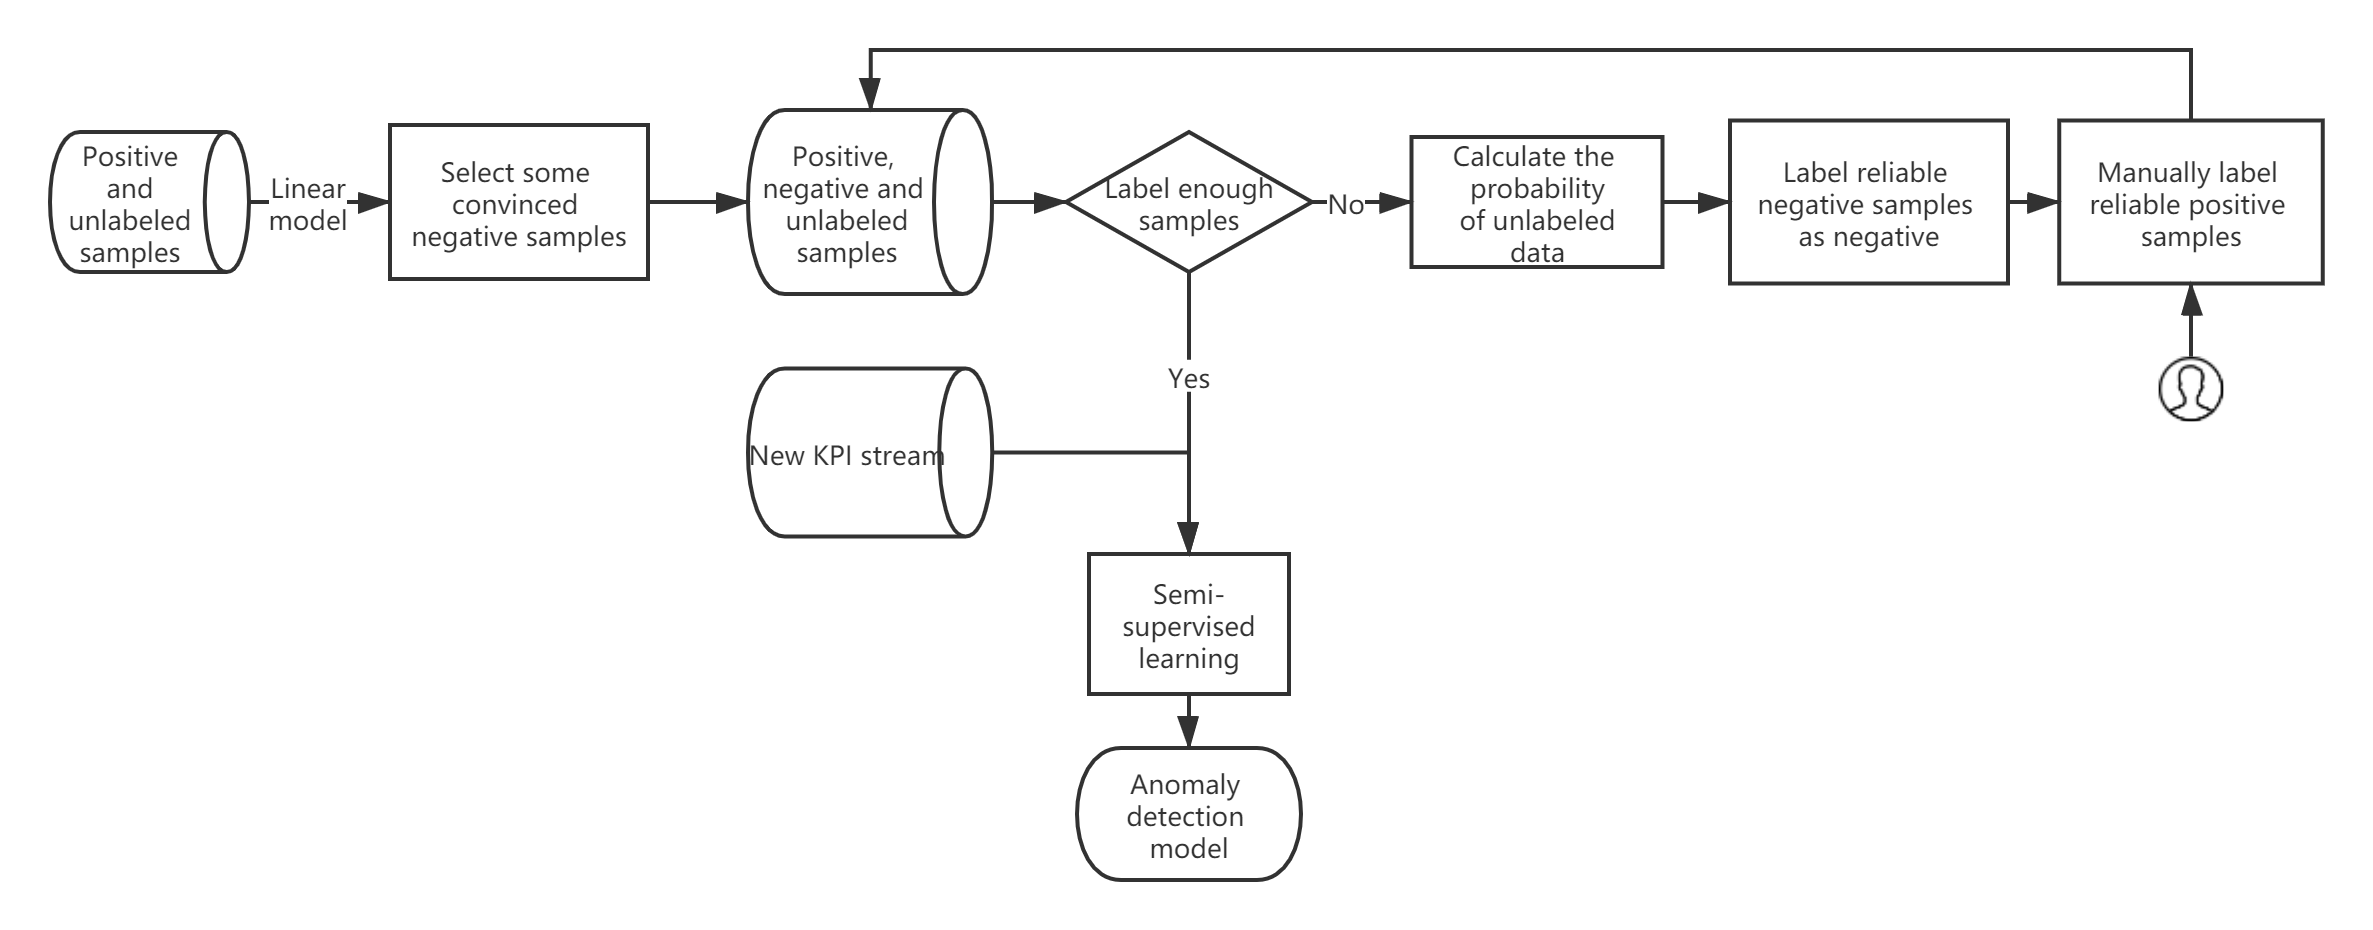 Positive
and
unlabeled
samples
Linear
model
Select some
convinced
negative samples
Positive,
negative and
unlabeled
samples
Label enough
samples
No
Calculate the
probability
of unlabeled
data
Label reliable
negative samples
as negative
Manually label
reliable positive
samples
Yes
New KPI stream
Semi-
supervised
learning
Anomaly
detection
model